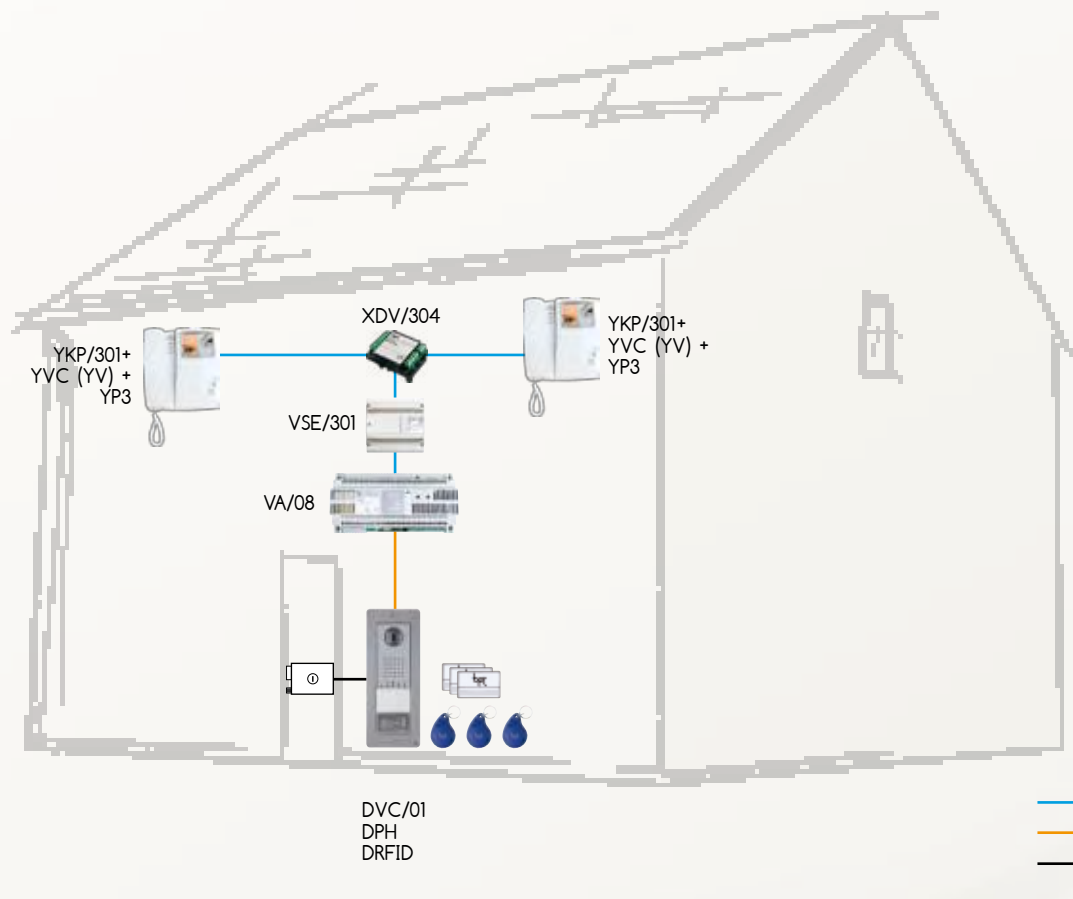 XDV/304
YKP/301+
YVC (YV) +
YP3
YKP/301+
YVC (YV) +
YP3
VSE/301
VA/08
bpt
DVC/01
DPH
DRFID